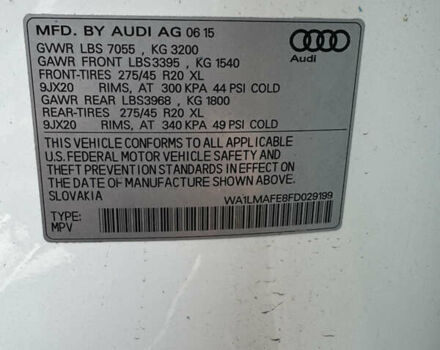 MFD. BY AUDI AG 06 15
GVWR LBS 7055 , KG 3200
GAWR FRONT LBS3395 , KG 1540
FRONT-TIRES 275/45 R20 XL
9JX20 RIMS, AT 300 KPA 44 PSI COLD
GAWR REAR LBS3968 , KG 1800
REAR-TIRES 275/45 R20 XL
9JX20 RIMS, AT 340 KPA 49 PSI COLD
Audi
THIS VEHICLE CONFORMS TO ALL APPLICABLE
U.S. FEDERAL MOTOR VEHICLE SAFETY AND
THEFT PREVENTION STANDARDS IN EFFECT ON
THE DATE OF MANUFACTURE SHOWN ABOVE.
SLOVAKIA
WA1LMAFE8FD029199
TYPE:
MPV